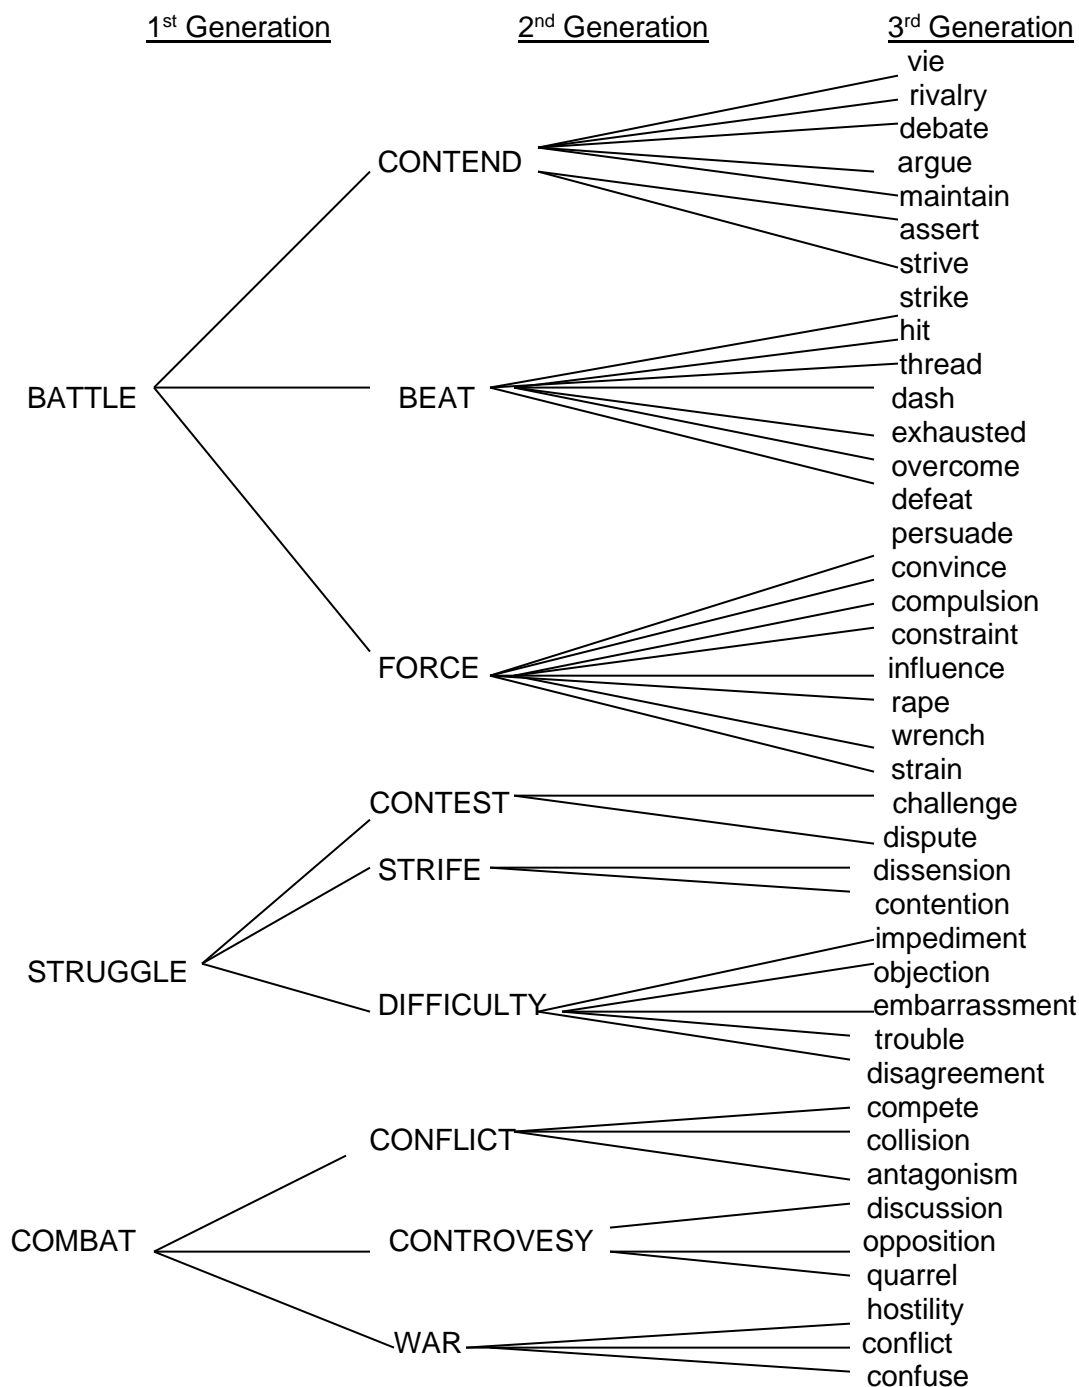 1st Generation 2nd Generation 3rd Generation
vie
rivalry
debate
CONTEND argue
maintain
assert
strive
strike
hit
thread
BATTLE BEAT dash
exhausted
overcome
defeat
persuade
convince
compulsion
constraint
FORCE influence
rape
wrench
strain
CONTEST challenge
dispute
STRIFE dissension
contention
impediment
STRUGGLE objection
DIFFICULTY embarrassment
trouble
disagreement
compete
CONFLICT collision
antagonism
discussion
COMBAT CONTROVESY opposition
quarrel
hostility
WAR conflict
confuse